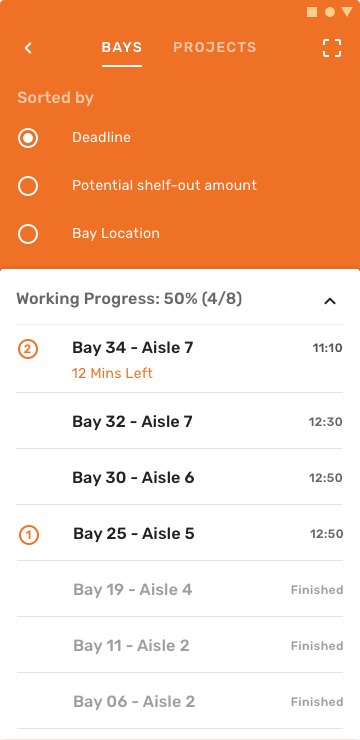 BAYS PROJECTS
Sorted by
Deadline
Potential shelf-out amount
Bay Location
Working Progress: 50% (4/8)
2 Bay 34 - Aisle 7 11:10
12 Mins Left
Bay 32 - Aisle 7 12:30
Bay 30 - Aisle 6 12:50
1 Bay 25 - Aisle 5 12:50
Bay 19 - Aisle 4 Finished
Bay 11 - Aisle 2 Finished
Bay 06 - Aisle 2 Finished